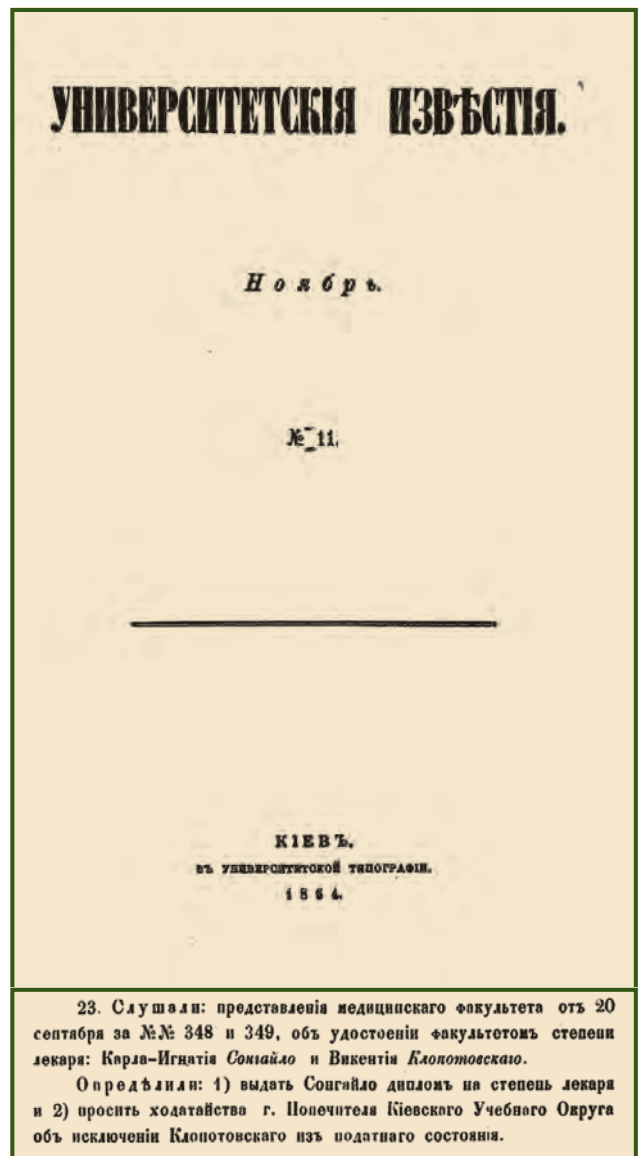 УНИВЕРСИТЕТСКІЯ ИЗВѢСТІЯ.
Ноябрь.
№ 11.
КІЕВЪ.
ВЪ УНИВЕРСИТЕТСКОЙ ТИПОГРАФІИ.
1864.
23. Слушали: представленія медицинскаго факультета отъ 20
сентября за №№ 348 и 349, объ удостоеніи факультетомъ степени
лекаря: Карла-Игнатія Сонгайло и Викентія Клопотовскаго.
Опредѣлили: 1) выдать Сонгайло дипломъ на степень лекаря
и 2) просить ходатайства г. Попечителя Кіевскаго Учебнаго Округа
объ исключеніи Клопотовскаго изъ податнаго состоянія.